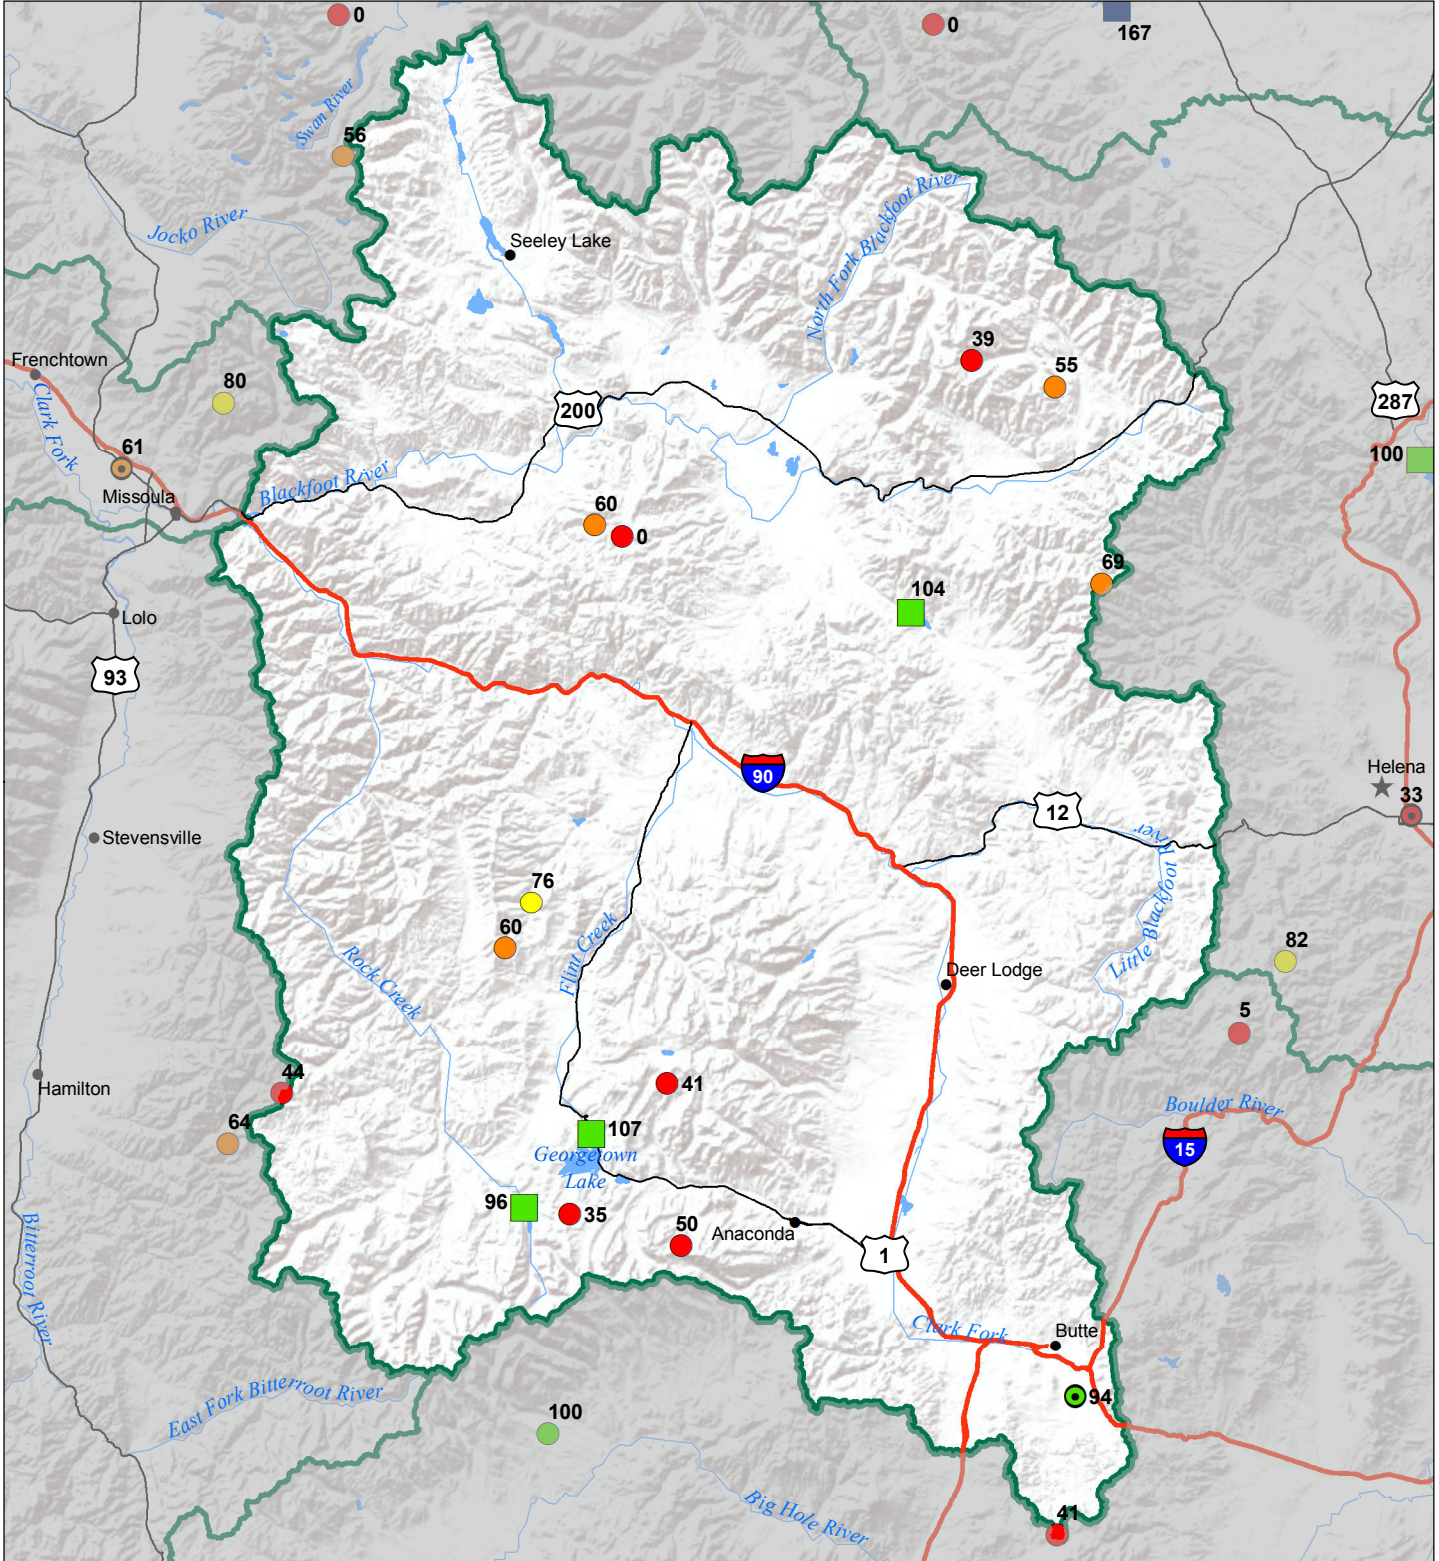 0
0
167
Swan River
56
Jocko River
North Fork Blackfoot River
Seeley Lake
Frenchtown
39
55
80
200
287
Clark Fork
61
100
Blackfoot River
Missoula
60
0
69
104
Lolo
93
90
Helena
33
12
Stevensville
Little Blackfoot River
76
60
Flint Creek
82
Rock Creek
Deer Lodge
5
44
Hamilton
41
Boulder River
64
107
15
Georgetown
Lake
96
35
50
Anaconda
1
Bitterroot River
Clark Fork
Butte
East Fork Bitterroot River
94
100
Big Hole River
41